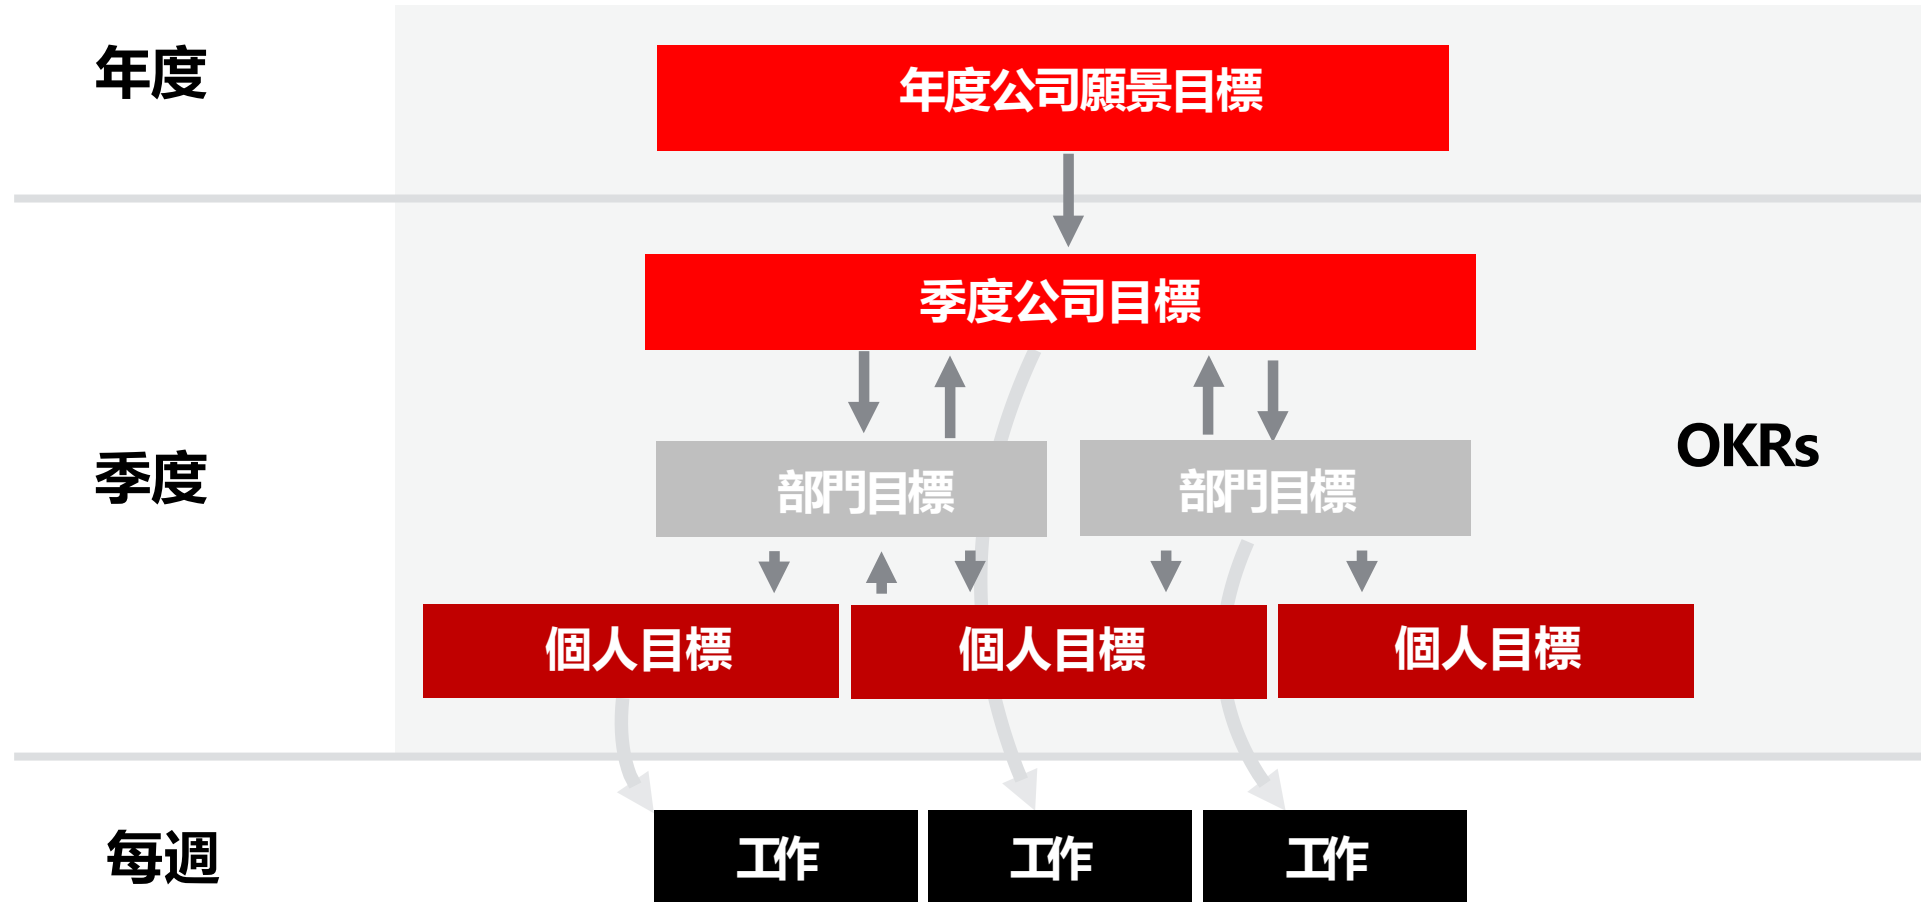 年度
年度公司願景目標
季度公司目標
季度
OKRs
部門目標
部門目標
個人目標
個人目標
個人目標
每週
工作
工作
工作